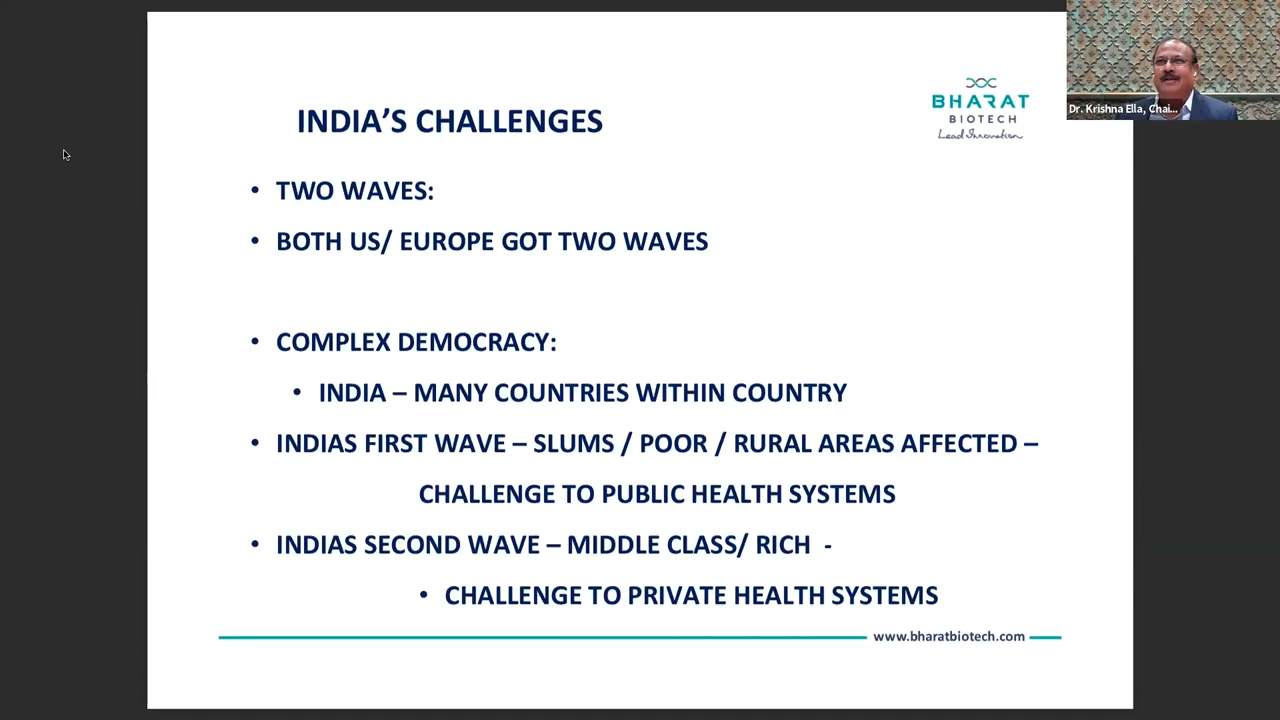 INDIA'S CHALLENGES
BHARAT
BIOTECH
Lead Innovation
Dr. Krishna Ella, Chai...
• TWO WAVES:
• BOTH US/ EUROPE GOT TWO WAVES
• COMPLEX DEMOCRACY:
• INDIA – MANY COUNTRIES WITHIN COUNTRY
• INDIAS FIRST WAVE – SLUMS / POOR / RURAL AREAS AFFECTED –
CHALLENGE TO PUBLIC HEALTH SYSTEMS
• INDIAS SECOND WAVE – MIDDLE CLASS/ RICH -
• CHALLENGE TO PRIVATE HEALTH SYSTEMS
www.bharatbiotech.com